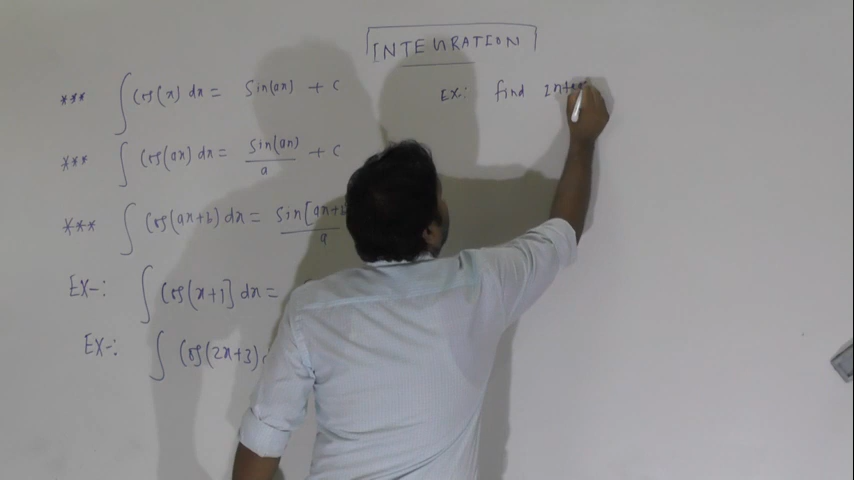 INTEGRATION
*** ∫ cos(x) dx = Sin(ax) + c
*** ∫ cos(ax) dx = Sin(ax)/a + c
*** ∫ cos(ax+b) dx = Sin[ax+b/a
Ex-: ∫ cos(x+1] dx =
Ex-: ∫ cos(2x+3)
Ex: find Inte